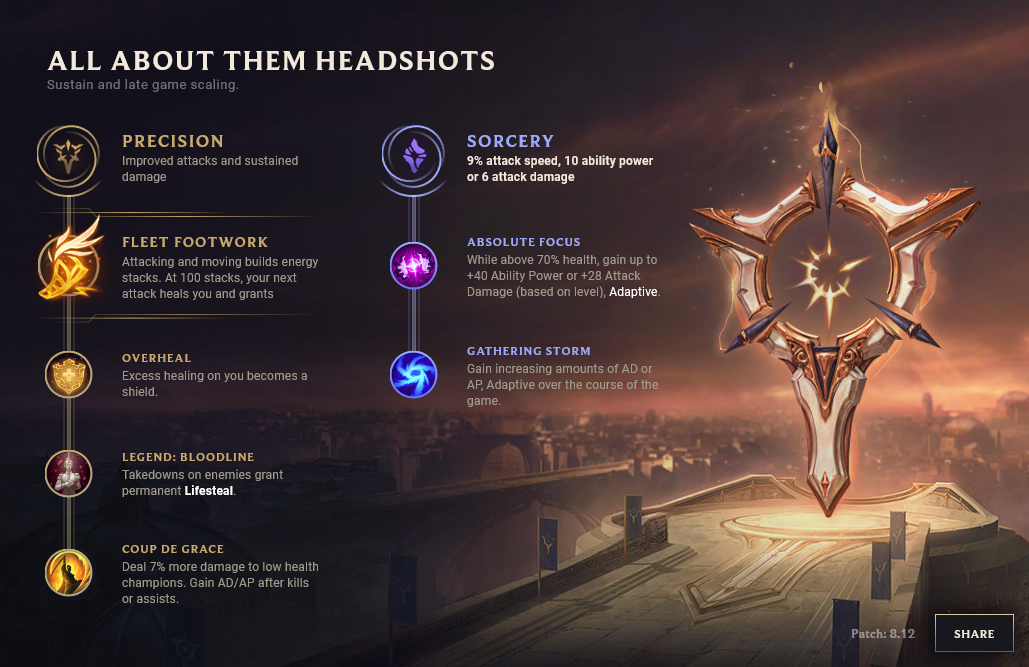 ALL ABOUT THEM HEADSHOTS
Sustain and late game scaling.
PRECISION
Improved attacks and sustained
damage
FLEET FOOTWORK
Attacking and moving builds energy
stacks. At 100 stacks, your next
attack heals you and grants
OVERHEAL
Excess healing on you becomes a
shield.
LEGEND: BLOODLINE
Takedowns on enemies grant
permanent Lifesteal.
COUP DE GRACE
Deal 7% more damage to low health
champions. Gain AD/AP after kills
or assists.
SORCERY
9% attack speed, 10 ability power
or 6 attack damage
ABSOLUTE FOCUS
While above 70% health, gain up to
+40 Ability Power or +28 Attack
Damage (based on level), Adaptive.
GATHERING STORM
Gain increasing amounts of AD or
AP, Adaptive over the course of the
game.
Patch: 8.12
SHARE